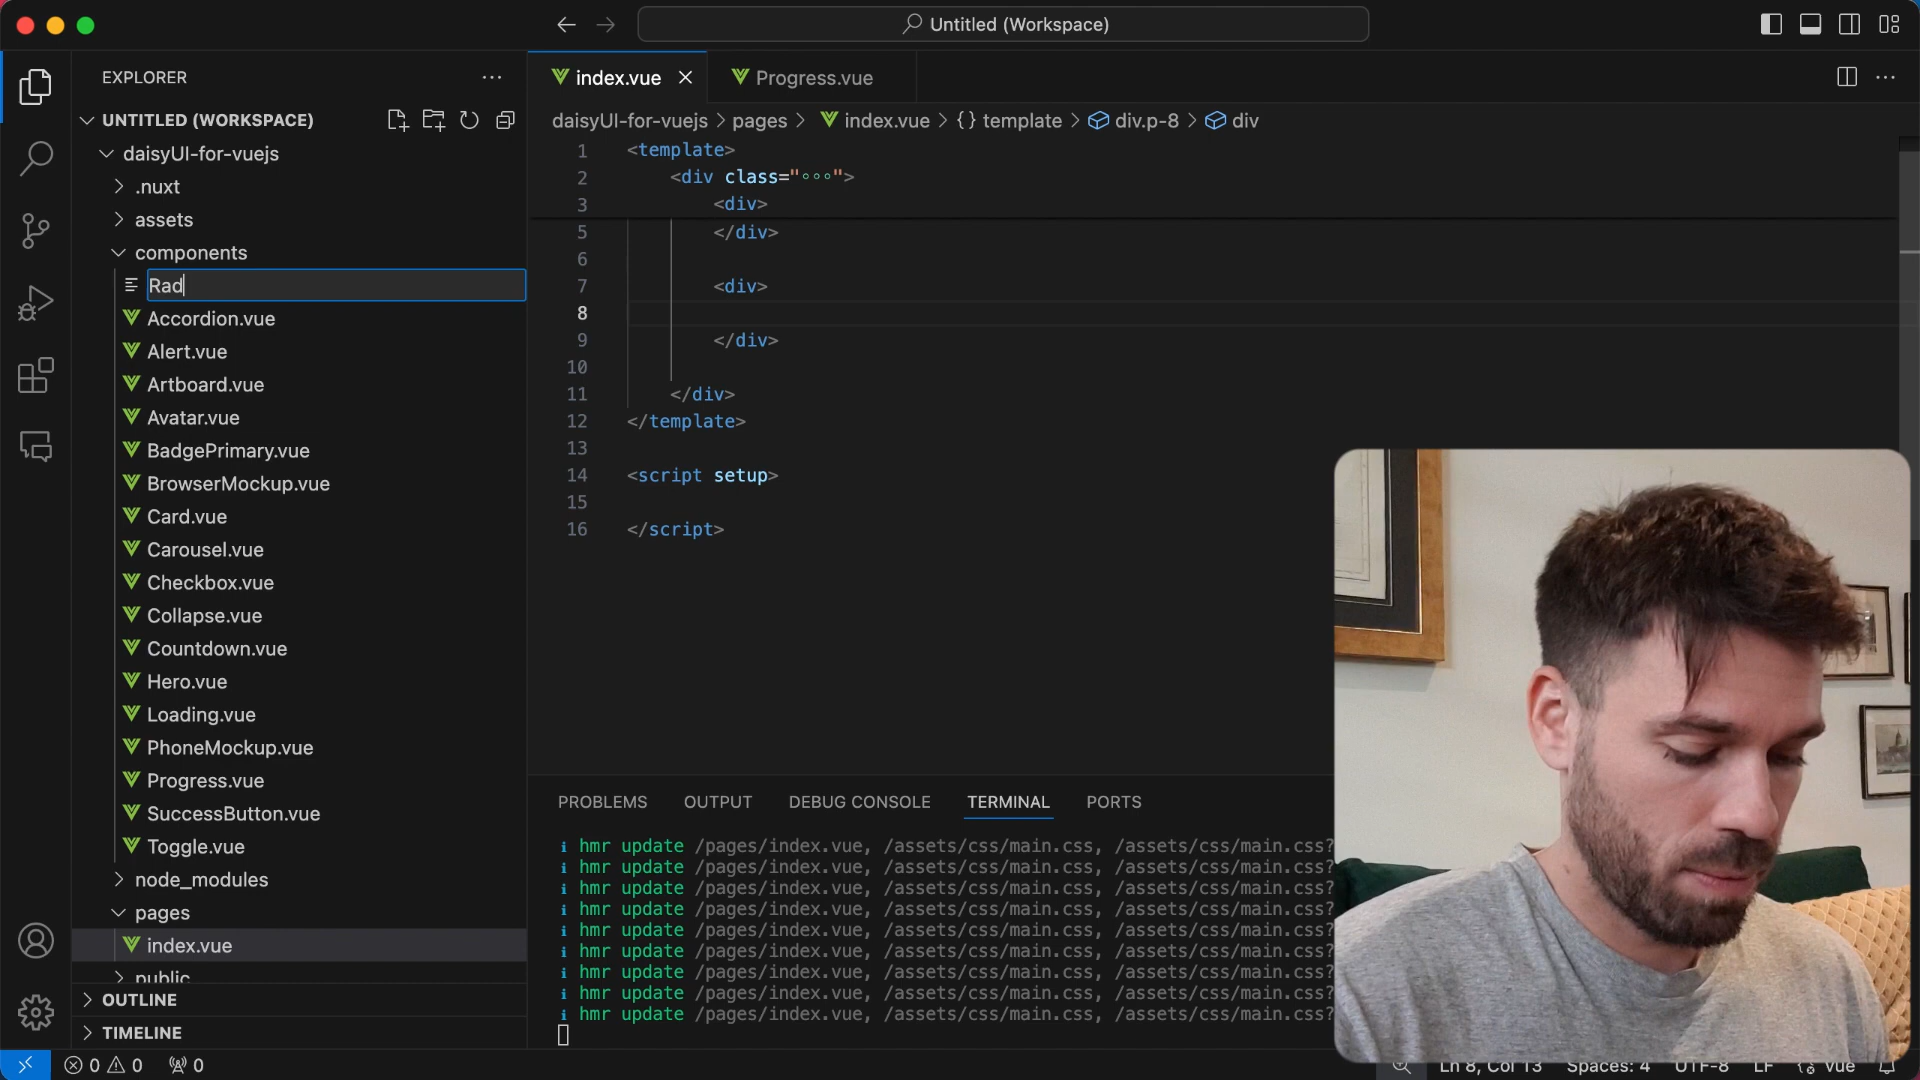 Untitled (Workspace)
EXPLORER
UNTITLED (WORKSPACE)
daisyUI-for-vuejs
.nuxt
assets
components
Rad
Accordion.vue
Alert.vue
Artboard.vue
Avatar.vue
BadgePrimary.vue
BrowserMockup.vue
Card.vue
Carousel.vue
Checkbox.vue
Collapse.vue
Countdown.vue
Hero.vue
Loading.vue
PhoneMockup.vue
Progress.vue
SuccessButton.vue
Toggle.vue
node_modules
pages
index.vue
public
OUTLINE
TIMELINE
index.vue
Progress.vue
daisyUI-for-vuejs > pages > index.vue > {} template > div.p-8 > div
1 <template>
2 <div class="◦◦◦">
3 <div>
5 </div>
6
7 <div>
8
9 </div>
10
11 </div>
12 </template>
13
14 <script setup>
15
16 </script>
PROBLEMS OUTPUT DEBUG CONSOLE TERMINAL PORTS
i hmr update /pages/index.vue, /assets/css/main.css, /assets/css/main.css?
i hmr update /pages/index.vue, /assets/css/main.css, /assets/css/main.css?
i hmr update /pages/index.vue, /assets/css/main.css, /assets/css/main.css?
i hmr update /pages/index.vue, /assets/css/main.css, /assets/css/main.css?
i hmr update /pages/index.vue, /assets/css/main.css, /assets/css/main.css?
i hmr update /pages/index.vue, /assets/css/main.css, /assets/css/main.css?
i hmr update /pages/index.vue, /assets/css/main.css, /assets/css/main.css?
i hmr update /pages/index.vue, /assets/css/main.css, /assets/css/main.css?
i hmr update /pages/index.vue, /assets/css/main.css, /assets/css/main.css?
0 0 0 Ln 8, Col 13 Spaces: 4 UTF-8 LF vue